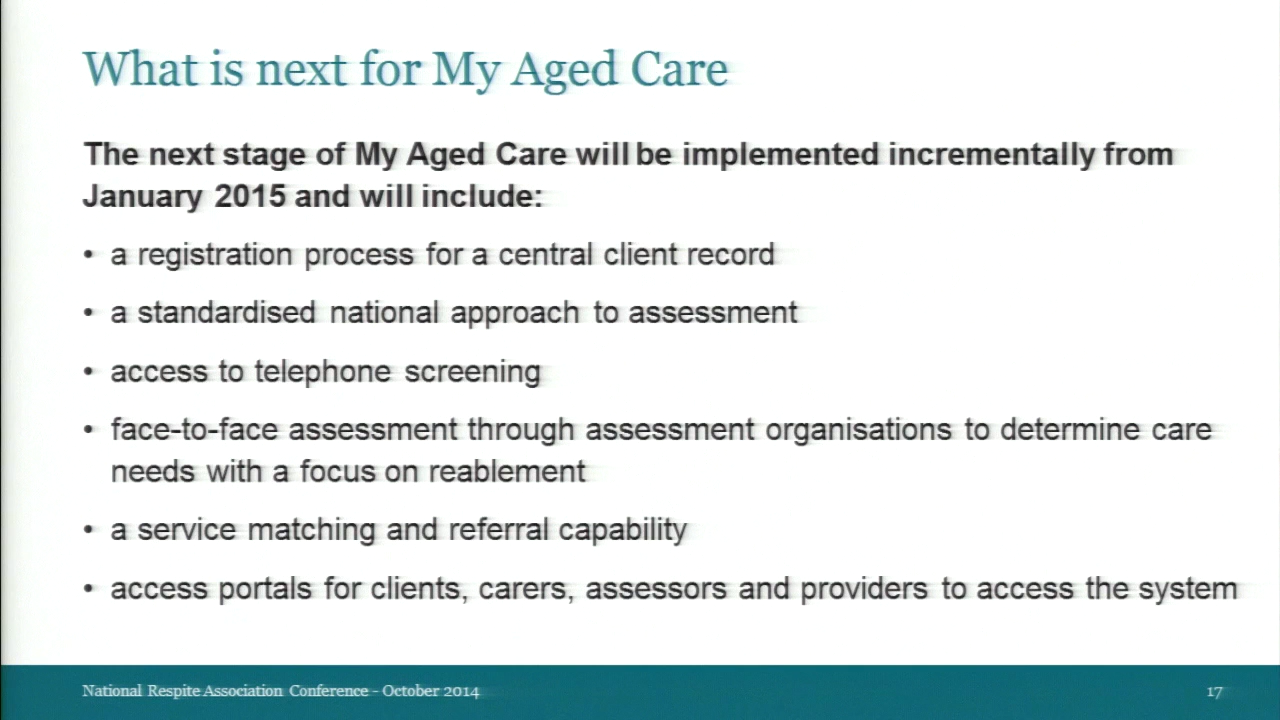 What is next for My Aged Care
The next stage of My Aged Care will be implemented incrementally from
January 2015 and will include:
• a registration process for a central client record
• a standardised national approach to assessment
• access to telephone screening
• face-to-face assessment through assessment organisations to determine care
needs with a focus on reablement
• a service matching and referral capability
• access portals for clients, carers, assessors and providers to access the system
National Respite Association Conference - October 2014
17